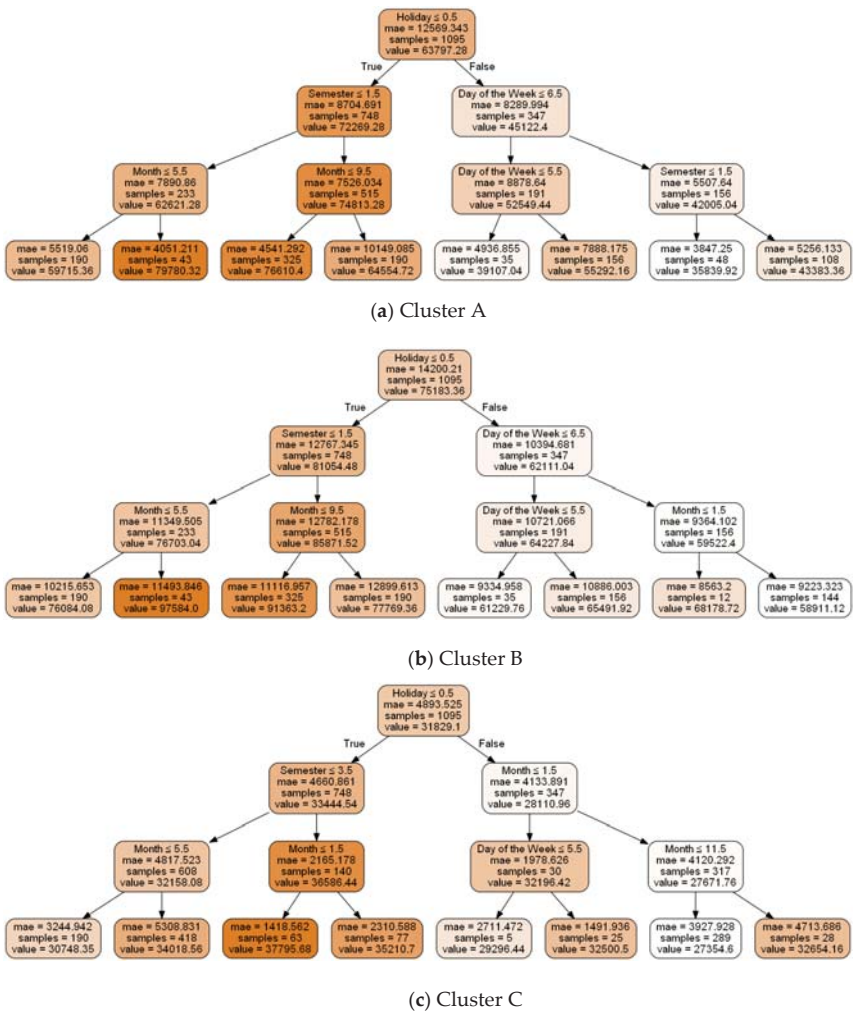 Holiday ≤ 0.5
mae = 12569.343
samples = 1095
value = 63797.28
True
False
Semester ≤ 1.5
mae = 8704.691
samples = 748
value = 72269.28
Day of the Week ≤ 6.5
mae = 8289.994
samples = 347
value = 45122.4
Month ≤ 5.5
mae = 7890.86
samples = 233
value = 62621.28
Month ≤ 9.5
mae = 7526.034
samples = 515
value = 74813.28
Day of the Week ≤ 5.5
mae = 8878.64
samples = 191
value = 52549.44
Semester ≤ 1.5
mae = 5507.64
samples = 156
value = 42005.04
mae = 5519.06
samples = 190
value = 59715.36
mae = 4051.211
samples = 43
value = 79780.32
mae = 4541.292
samples = 325
value = 76610.4
mae = 10149.085
samples = 190
value = 64554.72
mae = 4936.855
samples = 35
value = 39107.04
mae = 7888.175
samples = 156
value = 55292.16
mae = 3847.25
samples = 48
value = 35839.92
mae = 5256.133
samples = 108
value = 43383.36
(a) Cluster A
Holiday ≤ 0.5
mae = 14200.21
samples = 1095
value = 75183.36
True
False
Semester ≤ 1.5
mae = 12767.345
samples = 748
value = 81054.48
Day of the Week ≤ 6.5
mae = 10394.681
samples = 347
value = 62111.04
Month ≤ 5.5
mae = 11349.505
samples = 233
value = 76703.04
Month ≤ 9.5
mae = 12782.178
samples = 515
value = 85871.52
Day of the Week ≤ 5.5
mae = 10721.066
samples = 191
value = 64227.84
Month ≤ 1.5
mae = 9364.102
samples = 156
value = 59522.4
mae = 10215.653
samples = 190
value = 76084.08
mae = 11493.846
samples = 43
value = 97584.0
mae = 11116.957
samples = 325
value = 91363.2
mae = 12899.613
samples = 190
value = 77769.36
mae = 9334.958
samples = 35
value = 61229.76
mae = 10886.003
samples = 156
value = 65491.92
mae = 8563.2
samples = 12
value = 68178.72
mae = 9223.323
samples = 144
value = 58911.12
(b) Cluster B
Holiday ≤ 0.5
mae = 4893.525
samples = 1095
value = 31829.1
True
False
Semester ≤ 3.5
mae = 4660.861
samples = 748
value = 33444.54
Month ≤ 1.5
mae = 4133.891
samples = 347
value = 28110.96
Month ≤ 5.5
mae = 4817.523
samples = 608
value = 32158.08
Month ≤ 1.5
mae = 2165.178
samples = 140
value = 36586.44
Day of the Week ≤ 5.5
mae = 1978.626
samples = 30
value = 32196.42
Month ≤ 11.5
mae = 4120.292
samples = 317
value = 27671.76
mae = 3244.942
samples = 190
value = 30748.35
mae = 5308.831
samples = 418
value = 34018.56
mae = 1418.562
samples = 63
value = 37795.68
mae = 2310.588
samples = 77
value = 35210.7
mae = 2711.472
samples = 5
value = 29296.44
mae = 1491.936
samples = 25
value = 32500.5
mae = 3927.928
samples = 289
value = 27354.6
mae = 4713.686
samples = 28
value = 32654.16
(c) Cluster C